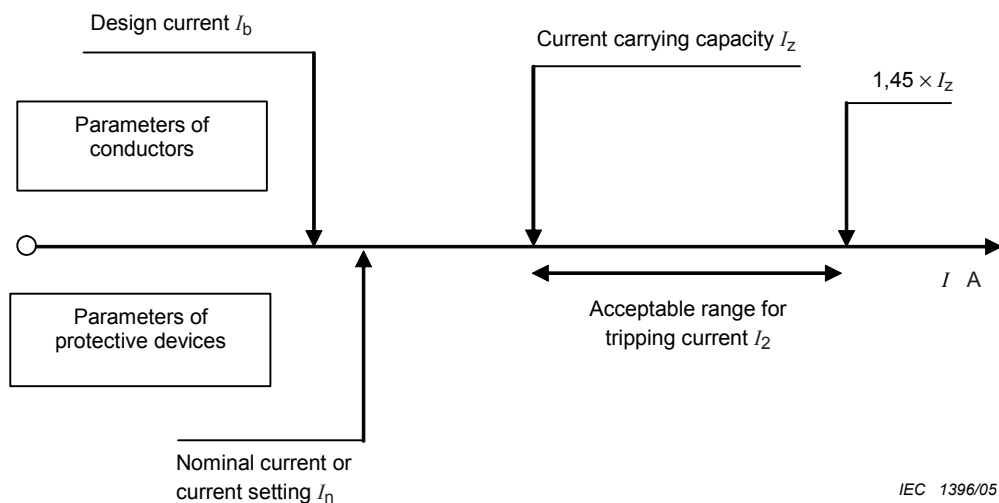 Design current Ib
Current carrying capacity Iz
1,45 × Iz
Parameters of
conductors
I A
Parameters of
protective devices
Acceptable range for
tripping current I2
Nominal current or
current setting In
IEC 1396/05